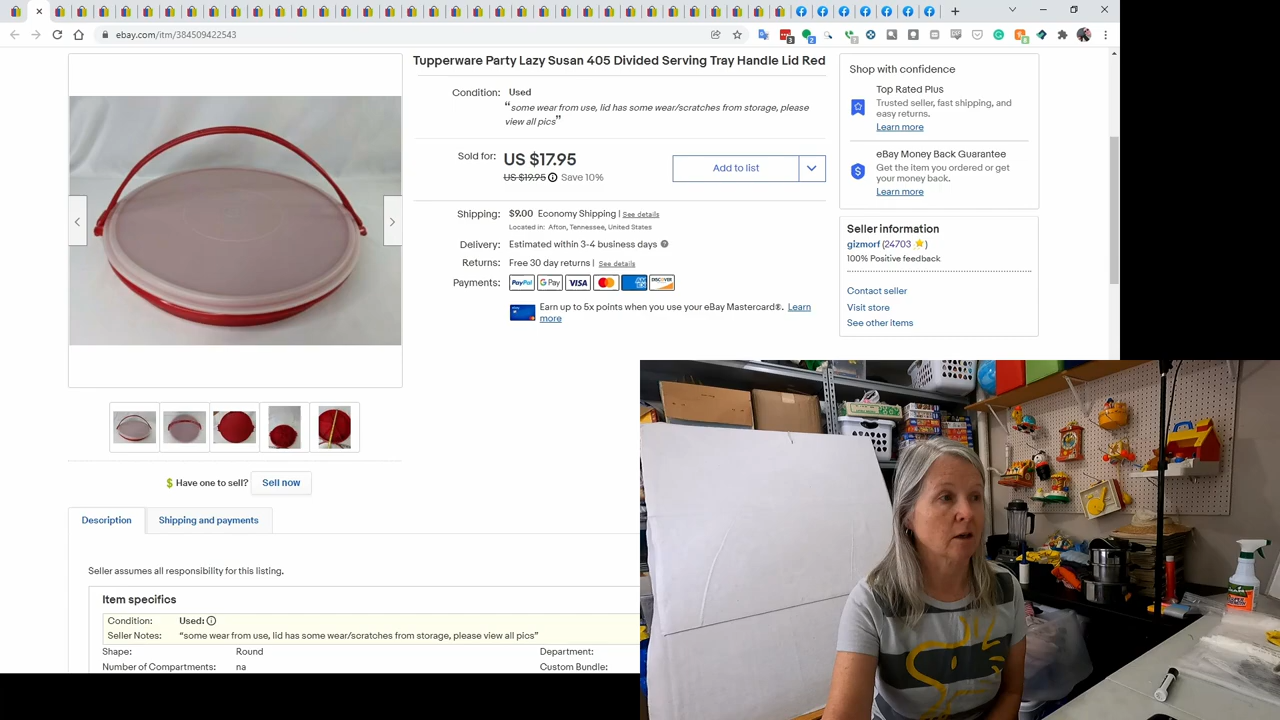 ebay.com/itm/384509422543
Tupperware Party Lazy Susan 405 Divided Serving Tray Handle Lid Red
Condition: Used
“some wear from use, lid has some wear/scratches from storage, please
view all pics”
Sold for: US $17.95
US $19.95 Save 10%
Add to list
Shipping: $9.00 Economy Shipping | See details
Located in: Afton, Tennessee, United States
Delivery: Estimated within 3-4 business days
Returns: Free 30 day returns | See details
Payments: PayPal G Pay VISA DISCOVER
Earn up to 5x points when you use your eBay Mastercard®. Learn
more
Shop with confidence
Top Rated Plus
Trusted seller, fast shipping, and
easy returns.
Learn more
eBay Money Back Guarantee
Get the item you ordered or get
your money back.
Learn more
Seller information
gizmorf (24703 )
100% Positive feedback
Contact seller
Visit store
See other items
$ Have one to sell? Sell now
Description
Shipping and payments
Seller assumes all responsibility for this listing.
Item specifics
Condition: Used:
Seller Notes: “some wear from use, lid has some wear/scratches from storage, please view all pics”
Shape: Round
Department:
Number of Compartments: na
Custom Bundle: